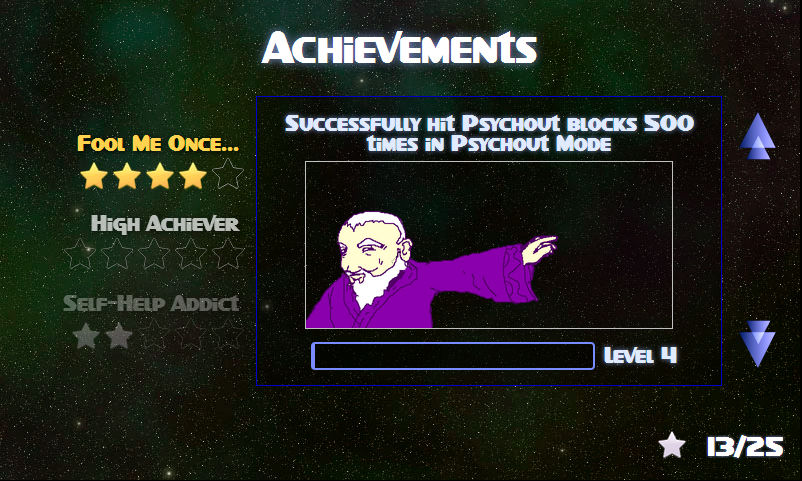 Achievements
Successfully hit Psychout blocks 500
times in Psychout Mode
Fool Me Once...
High Achiever
Self-Help Addict
Level 4
13/25